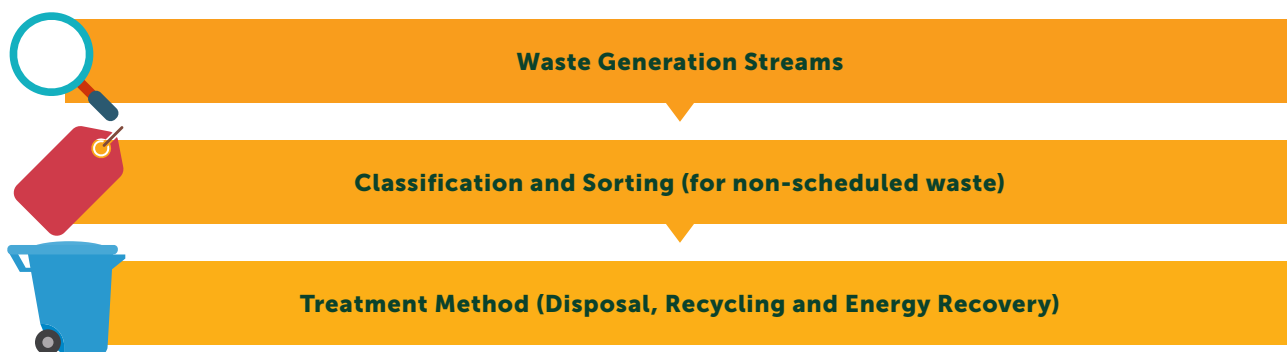 Waste Generation Streams
Classification and Sorting (for non-scheduled waste)
Treatment Method (Disposal, Recycling and Energy Recovery)